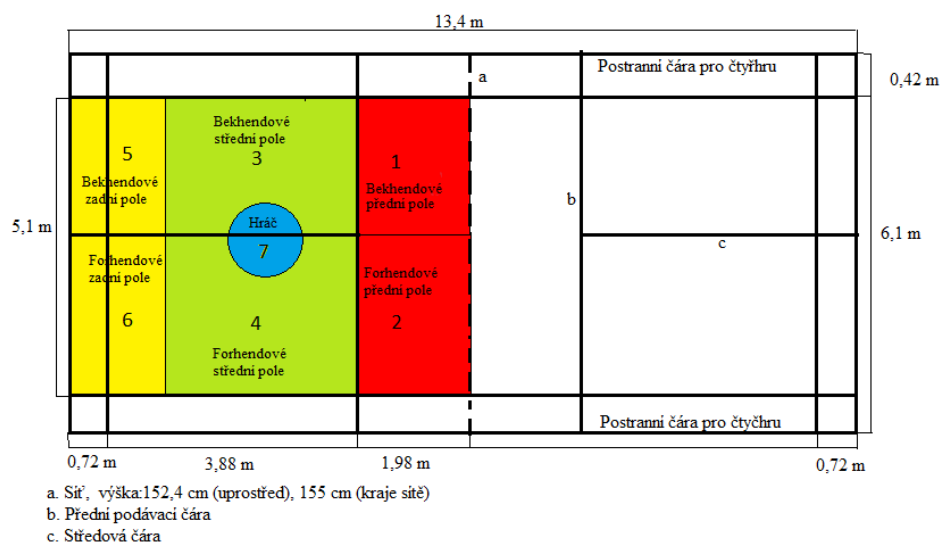 13,4 m
Postranní čára pro čtyřhru
a
0,42 m
Bekhendové
střední pole
3
5
1
Bekhendové
zadní pole
Bekhendové
přední pole
b
5,1 m
Hráč
7
6,1 m
c
Forhendové
zadní pole
Forhendové
přední pole
6
4
2
Forhendové
střední pole
Postranní čára pro čtyčhru
0,72 m
3,88 m
1,98 m
0,72 m
a. Síť, výška:152,4 cm (uprostřed), 155 cm (kraje sítě)
b. Přední podávací čára
c. Středová čára